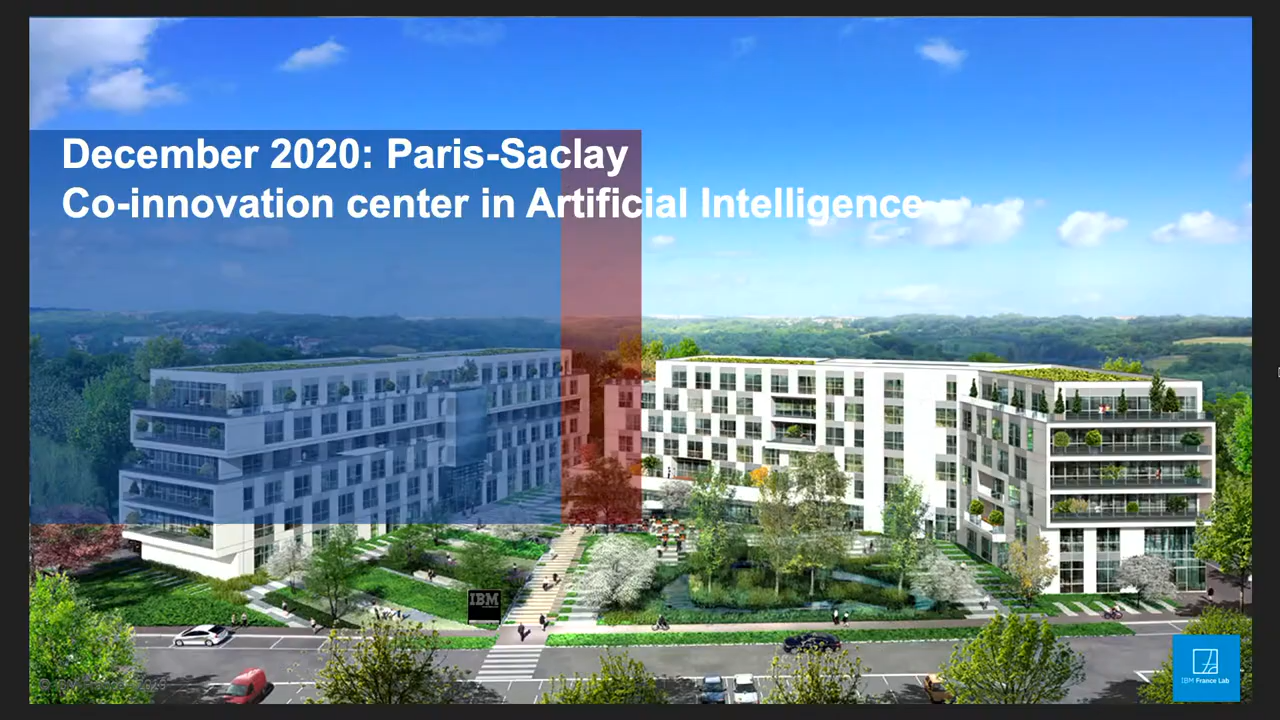 December 2020: Paris-Saclay
Co-innovation center in Artificial Intelligence
IBM
IBM France Lab